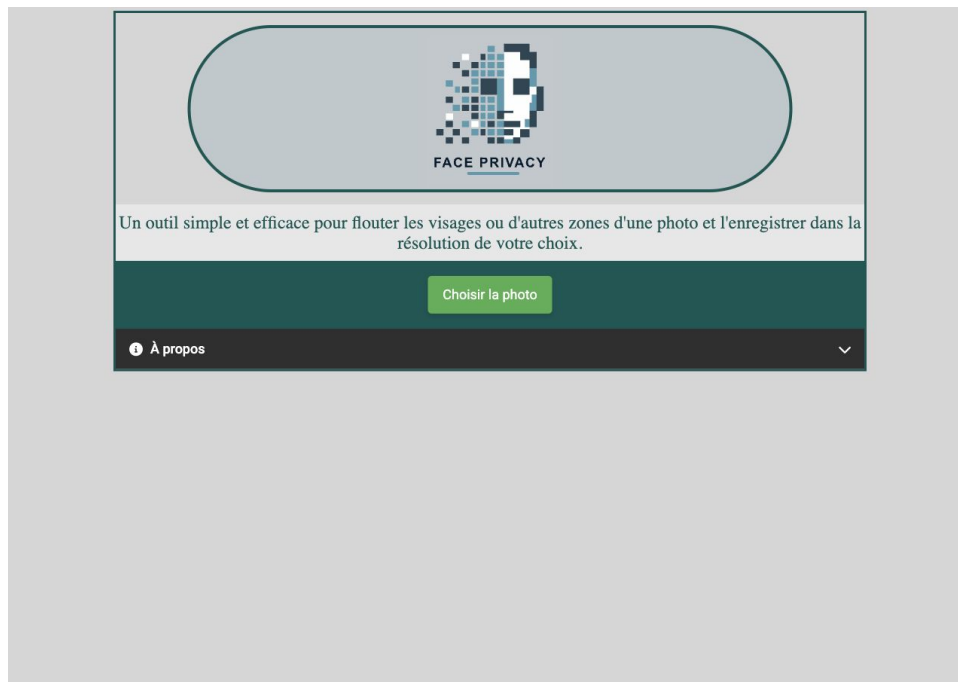 FACE PRIVACY
Un outil simple et efficace pour flouter les visages ou d'autres zones d'une photo et l'enregistrer dans la
résolution de votre choix.
Choisir la photo
À propos